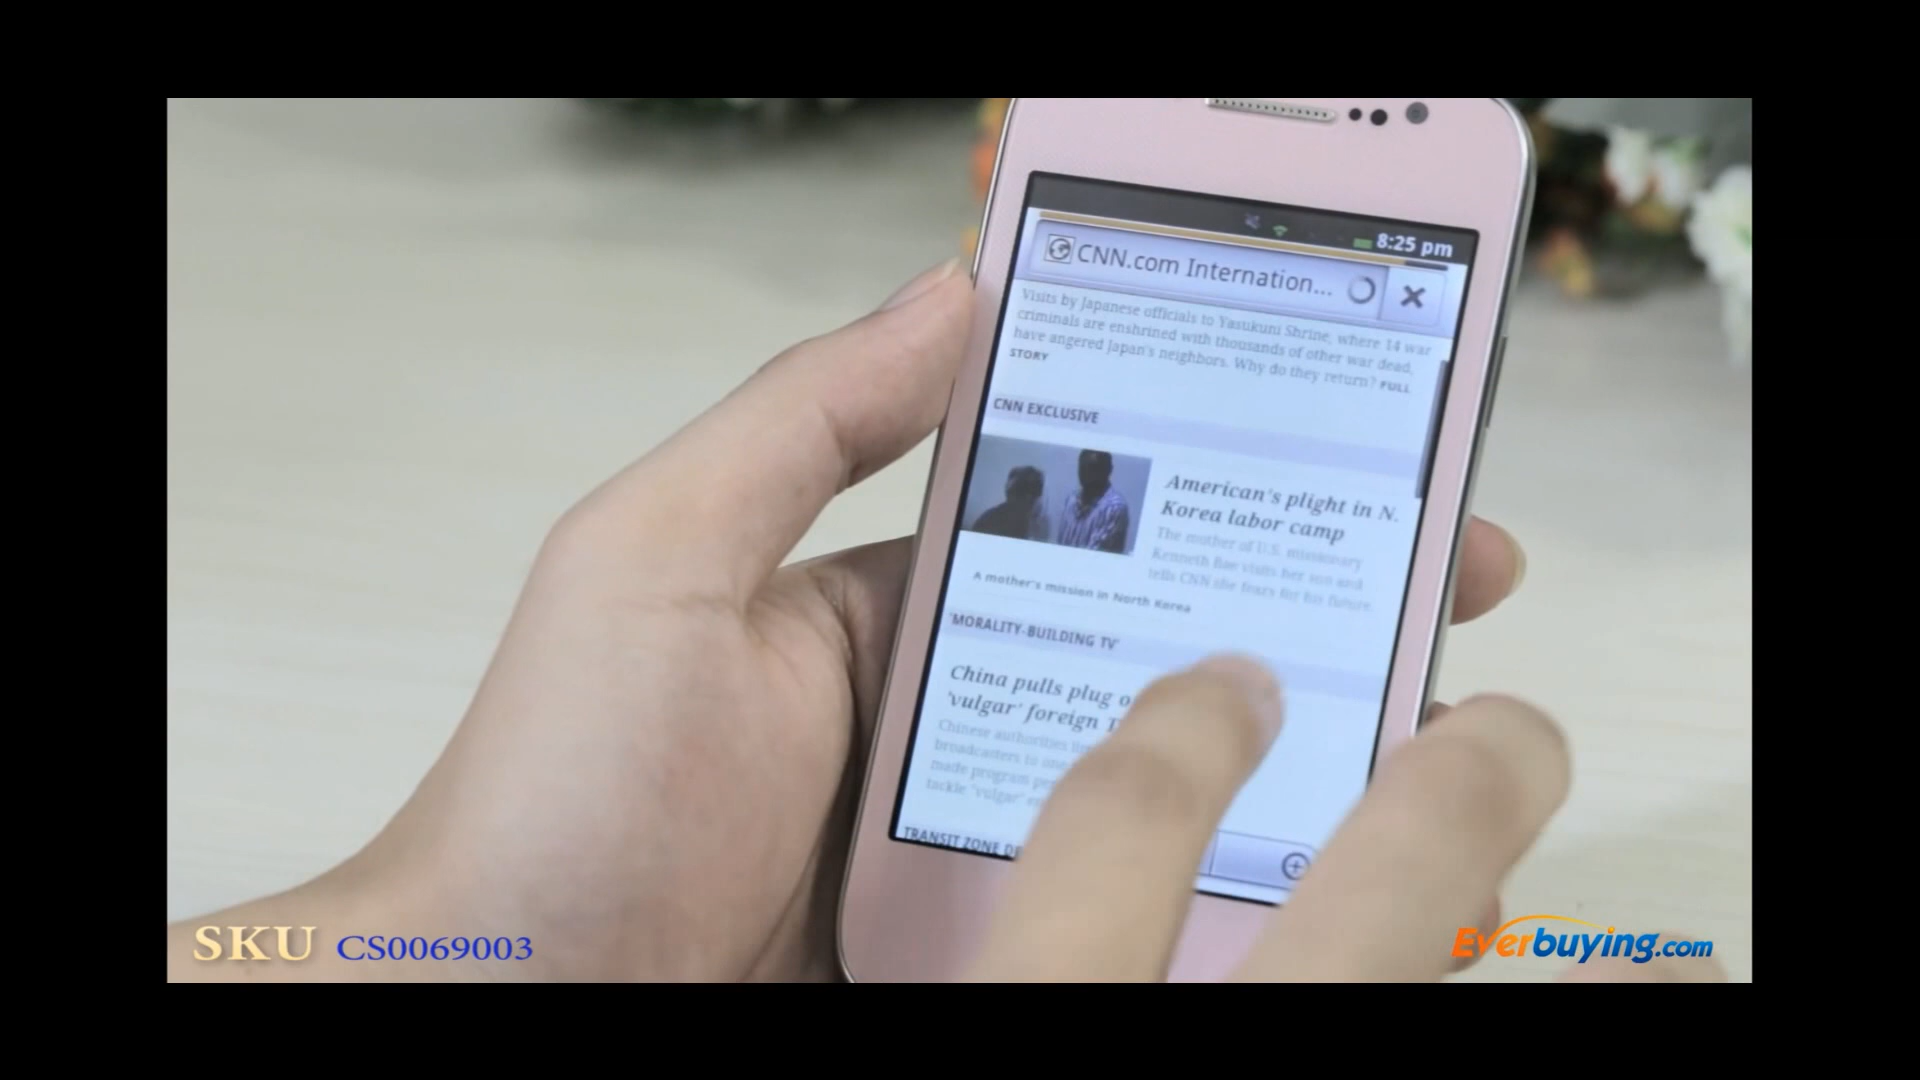 8:25 pm
CNN.com Internation...
Visits by Japanese officials to Yasukuni Shrine, where 14 war
criminals are enshrined with thousands of other war dead,
have angered Japan's neighbors. Why do they return? FULL
STORY
CNN EXCLUSIVE
American's plight in N.
Korea labor camp
The mother of U.S. missionary
Kenneth Bae visits her son and
tells CNN she fears for his future.
A mother's mission in North Korea
'MORALITY-BUILDING TV'
China pulls plug o
'vulgar' foreign T
Chinese authorities
broadcasters to one
made program pe
tackle "vulgar"
TRANSIT ZONE DE
SKU CS0069003
Everbuying.com